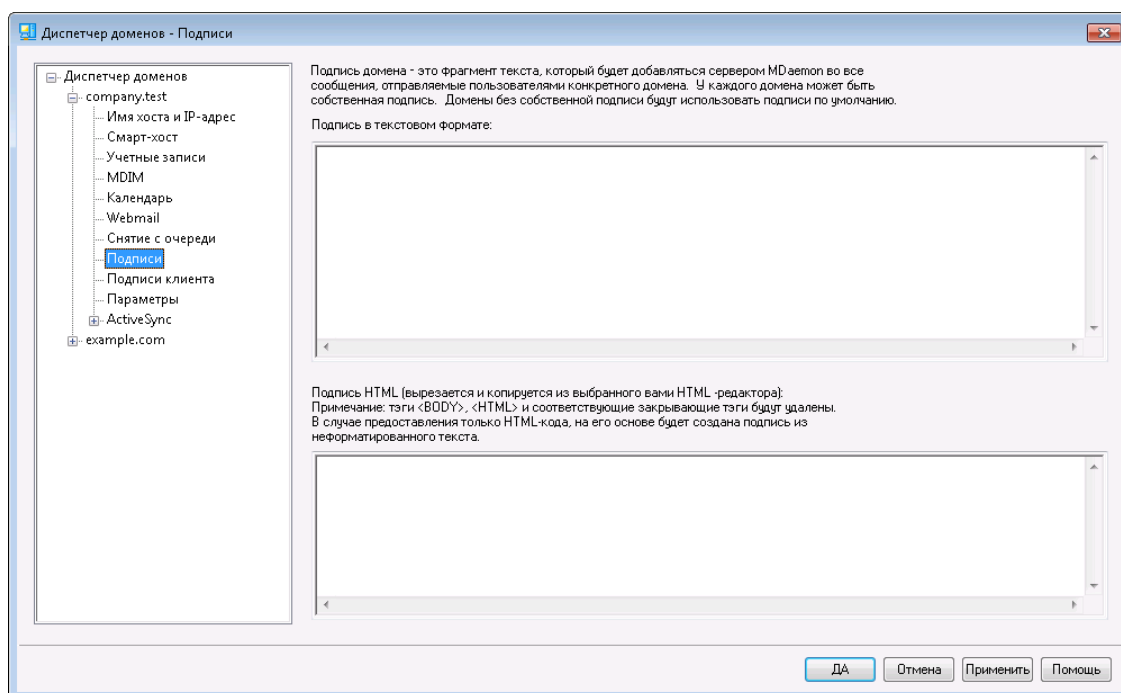 Диспетчер доменов - Подписи
Диспетчер доменов
company.test
Имя хоста и IP-адрес
Смарт-хост
Учетные записи
MDIM
Календарь
Webmail
Снятие с очереди
Подписи
Подписи клиента
Параметры
ActiveSync
example.com
Подпись домена - это фрагмент текста, который будет добавляться сервером MDaemon во все
сообщения, отправляемые пользователями конкретного домена. У каждого домена может быть
собственная подпись. Домены без собственной подписи будут использовать подписи по умолчанию.
Подпись в текстовом формате:
Подпись HTML (вырезается и копируется из выбранного вами HTML -редактора):
Примечание: тэги <BODY>, <HTML> и соответствующие закрывающие тэги будут удалены.
В случае предоставления только HTML-кода, на его основе будет создана подпись из
неформатированного текста.
ДА
Отмена
Применить
Помощь